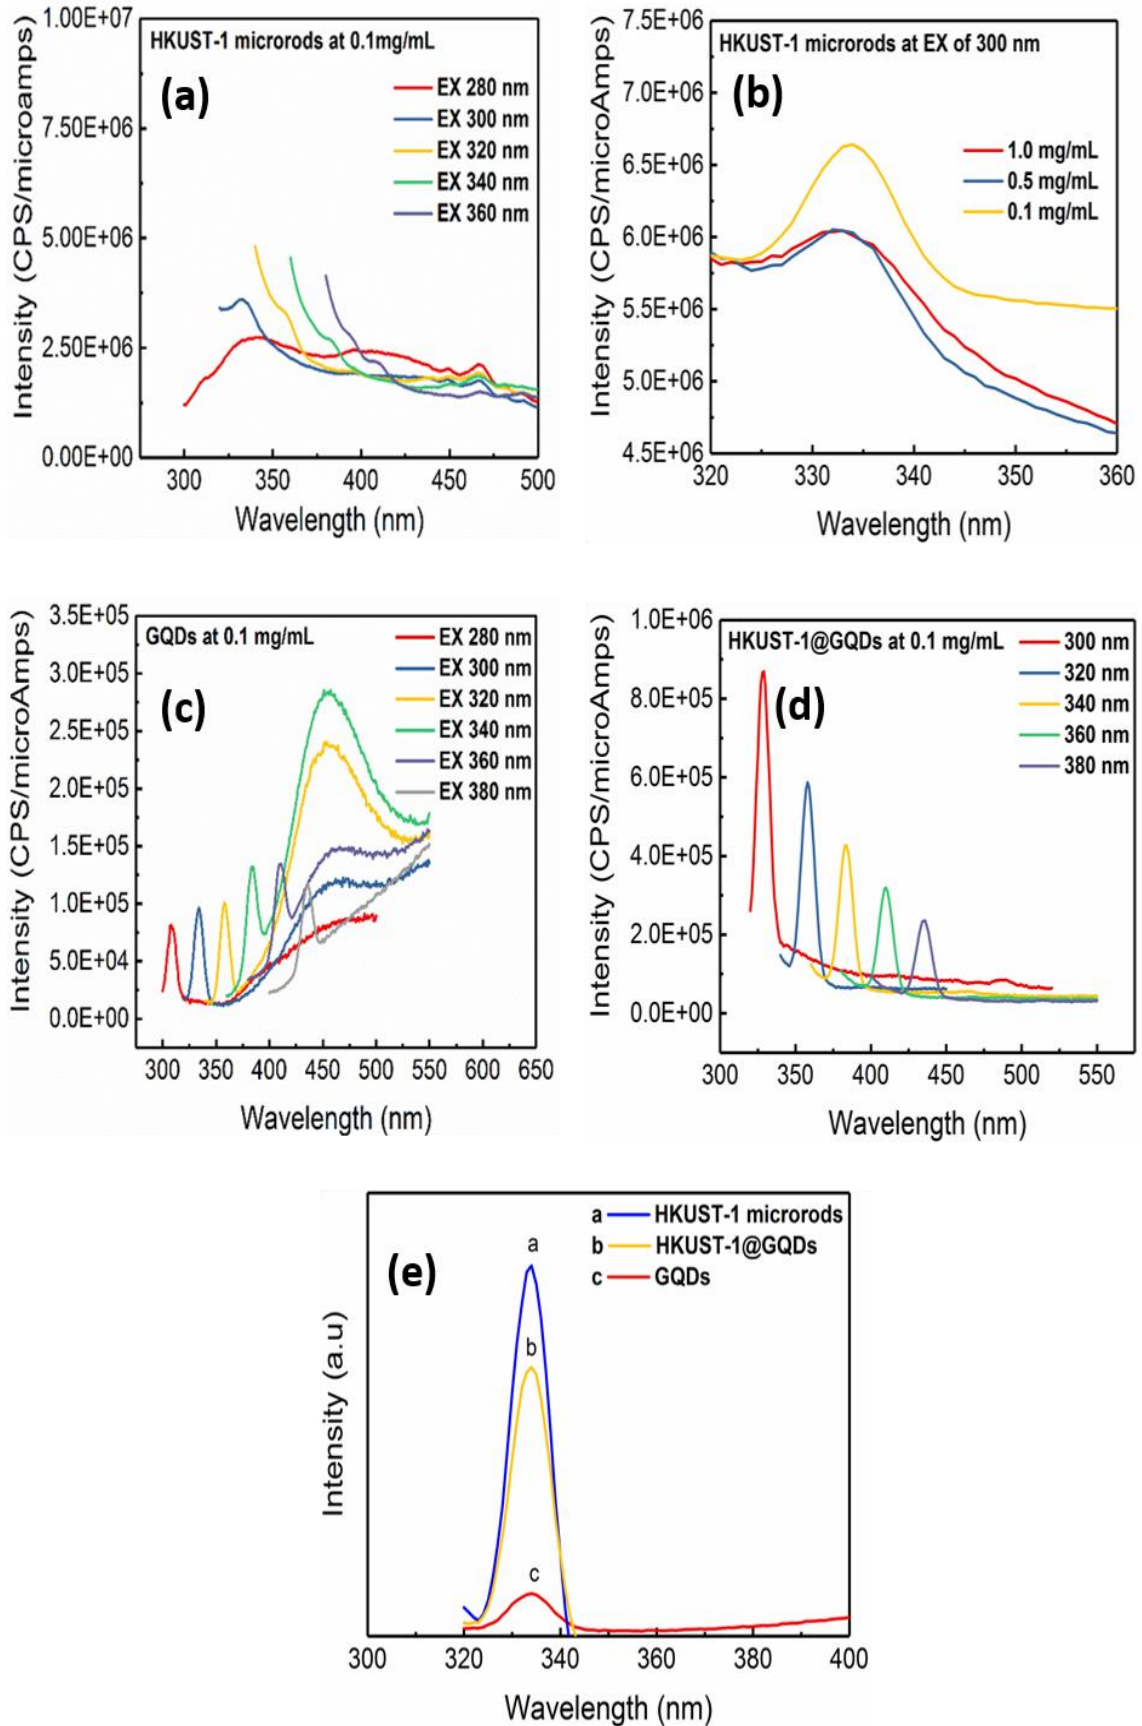 HKUST-1 microrods at 0.1mg/mL
(a)
EX 280 nm
EX 300 nm
EX 320 nm
EX 340 nm
EX 360 nm
1.00E+07
7.50E+06
5.00E+06
2.50E+06
0.00E+00
Intensity (CPS/microamps)
300 350 400 450 500
Wavelength (nm)
HKUST-1 microrods at EX of 300 nm
(b)
1.0 mg/mL
0.5 mg/mL
0.1 mg/mL
7.5E+06
7.0E+06
6.5E+06
6.0E+06
5.5E+06
5.0E+06
4.5E+06
Intensity (CPS/microAmps)
320 330 340 350 360
Wavelength (nm)
GQDs at 0.1 mg/mL
(c)
EX 280 nm
EX 300 nm
EX 320 nm
EX 340 nm
EX 360 nm
EX 380 nm
3.5E+05
3.0E+05
2.5E+05
2.0E+05
1.5E+05
1.0E+05
5.0E+04
0.0E+00
Intensity (CPS/microAmps)
300 350 400 450 500 550 600 650
Wavelength (nm)
HKUST-1@GQDs at 0.1 mg/mL
(d)
300 nm
320 nm
340 nm
360 nm
380 nm
1.0E+06
8.0E+05
6.0E+05
4.0E+05
2.0E+05
0.0E+00
Intensity (CPS/microAmps)
300 350 400 450 500 550
Wavelength (nm)
(e)
a HKUST-1 microrods
b HKUST-1@GQDs
c GQDs
a
b
c
Intensity (a.u)
300 320 340 360 380 400
Wavelength (nm)